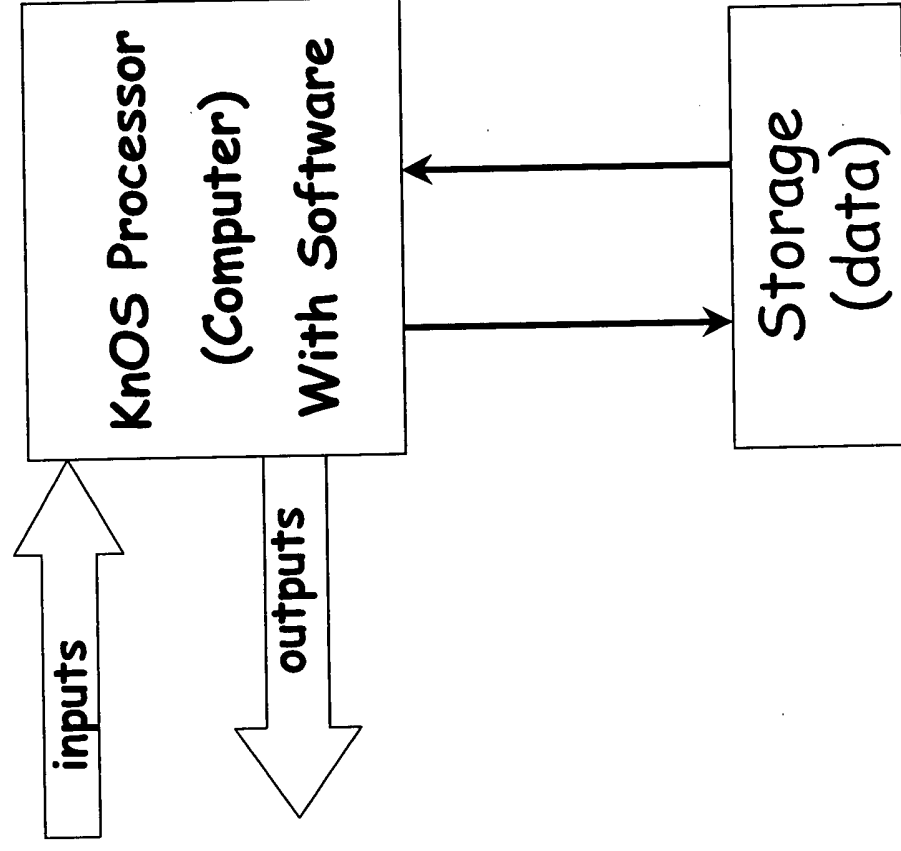 inputs
outputs
KnOS Processor
(Computer)
With Software
Storage
(data)